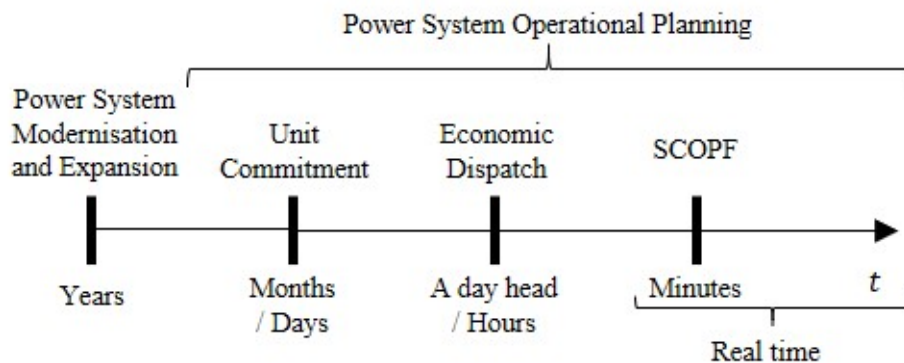 Power System Operational Planning
Power System
Modernisation
and Expansion
Unit
Commitment
Economic
Dispatch
SCOPF
Years
Months
/ Days
A day head
/ Hours
Minutes
t
Real time